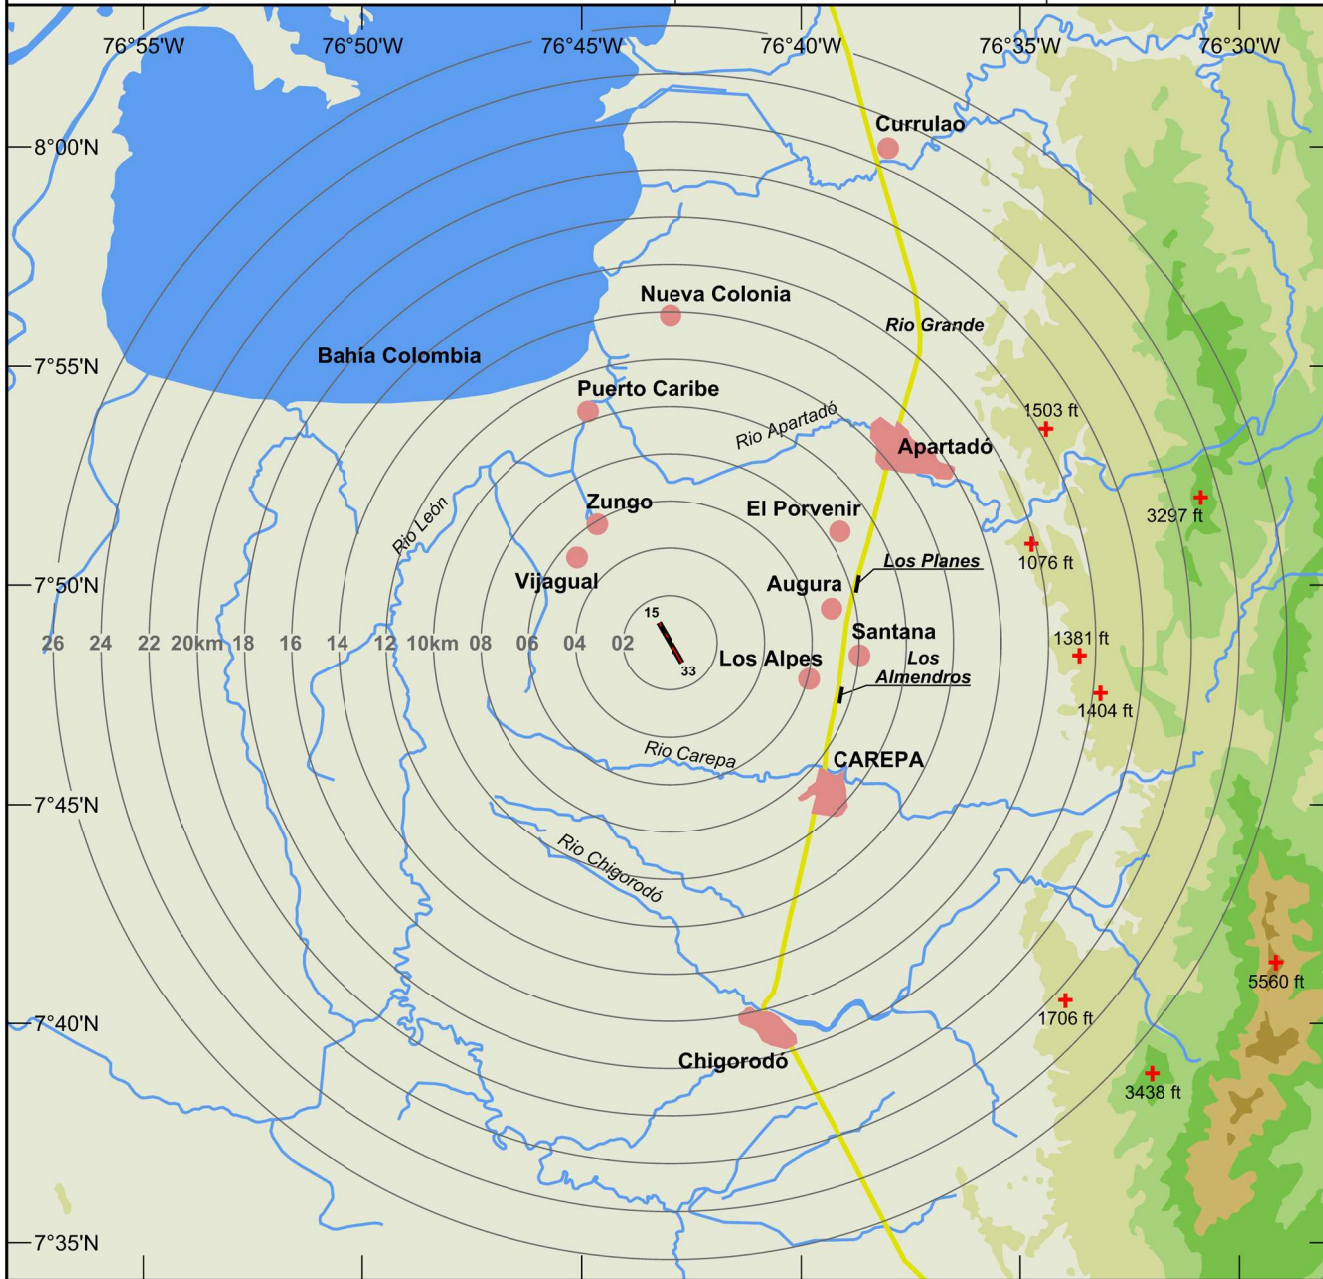 76°55'W
76°50'W
76°45'W
76°40'W
76°35'W
76°30'W
Currulao
8°00'N
Nueva Colonia
Rio Grande
Bahía Colombia
7°55'N
Puerto Caribe
1503 ft
Rio Apartadó
Apartadó
Zungo
El Porvenir
3297 ft
Rio León
Los Planes
1076 ft
Vijagual
Augura
7°50'N
15
Santana
1381 ft
26
24
22
20km
18
16
14
12
10km
08
06
04
02
33
Los Alpes
Los
Almendros
1404 ft
Rio Carepa
CAREPA
7°45'N
Rio Chigorodó
5560 ft
1706 ft
7°40'N
Chigorodó
3438 ft
7°35'N